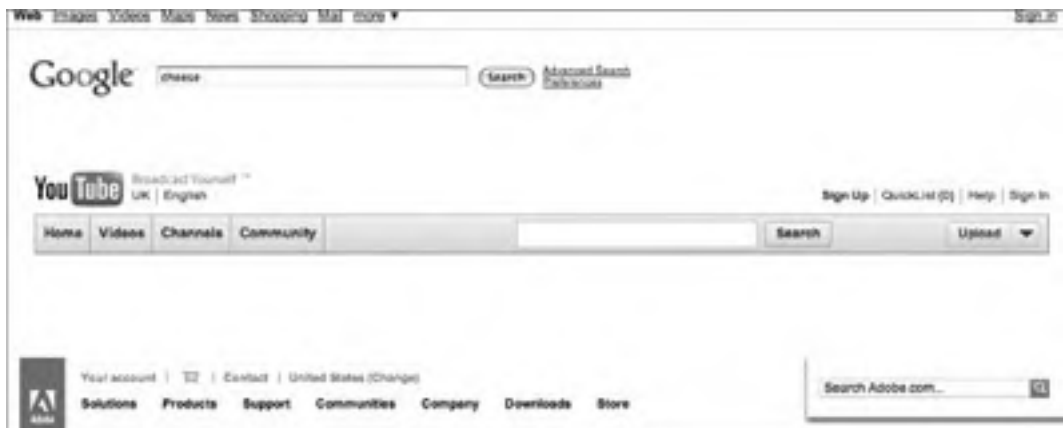 Web Images Videos Maps News Shopping Mail more ▼ Sign in
Google cheese Search Advanced Search
Preferences
YouTube Broadcast Yourself ™
UK | English Sign Up | QuickList (0) | Help | Sign In
Home Videos Channels Community Search Upload
Your account | | Contact | United States (Change)
Search Adobe.com...
Solutions Products Support Communities Company Downloads Store
Adobe